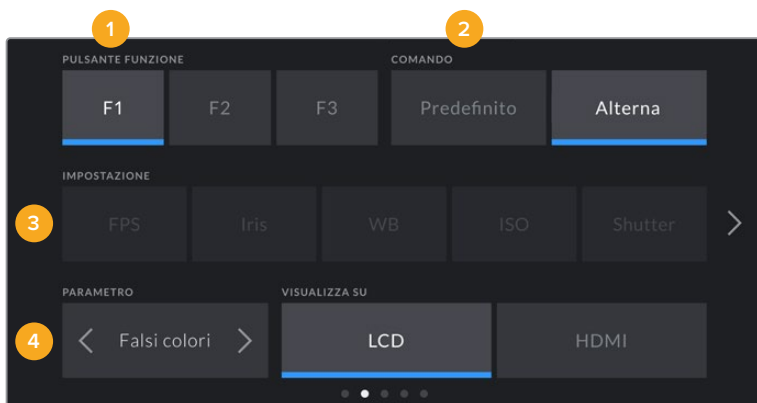 1 2
PULSANTE FUNZIONE COMANDO
F1 F2 F3 Predefinito Alterna
IMPOSTAZIONE
3 FPS Iris WB ISO Shutter
PARAMETRO VISUALIZZA SU
4 Falsi colori LCD HDMI